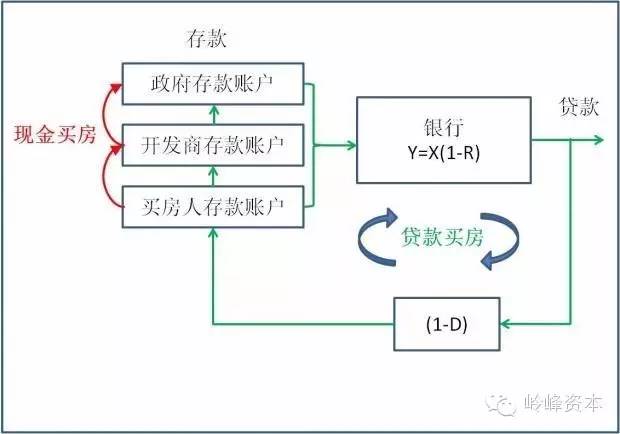 存款
政府存款账户
现金买房
开发商存款账户
买房人存款账户
银行
Y=X(1-R)
贷款
贷款买房
(1-D)
岭峰资本